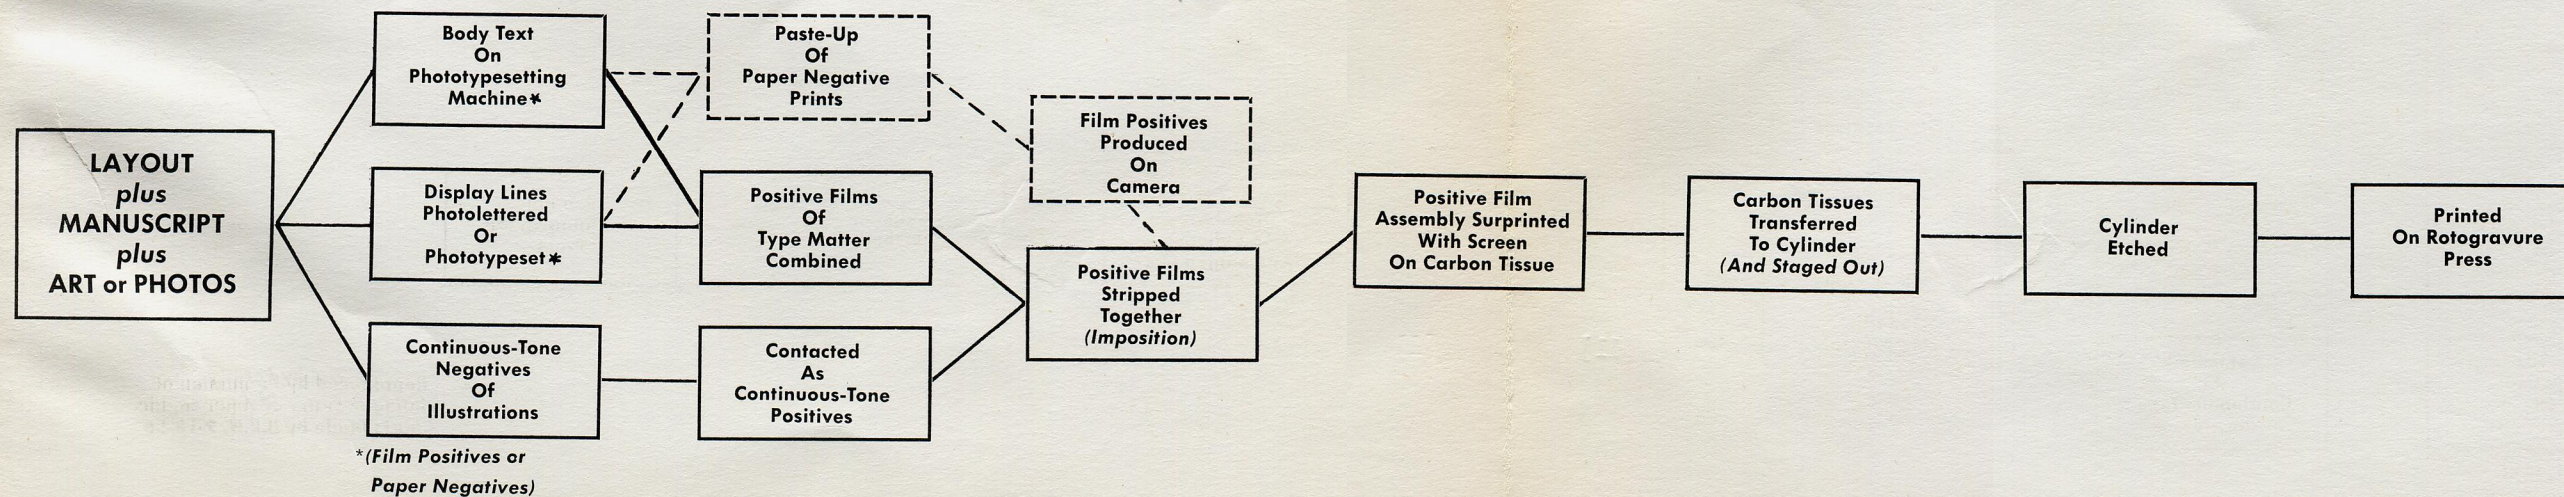 LAYOUT
plus
MANUSCRIPT
plus
ART or PHOTOS
Body Text
On
Phototypesetting
Machine*
Display Lines
Photolettered
Or
Phototypeset*
Continuous-Tone
Negatives
Of
Illustrations
*(Film Positives or
Paper Negatives)
Paste-Up
Of
Paper Negative
Prints
Positive Films
Of
Type Matter
Combined
Contacted
As
Continuous-Tone
Positives
Film Positives
Produced
On
Camera
Positive Films
Stripped
Together
(Imposition)
Positive Film
Assembly Surprinted
With Screen
On Carbon Tissue
Carbon Tissues
Transferred
To Cylinder
(And Staged Out)
Cylinder
Etched
Printed
On Rotogravure
Press